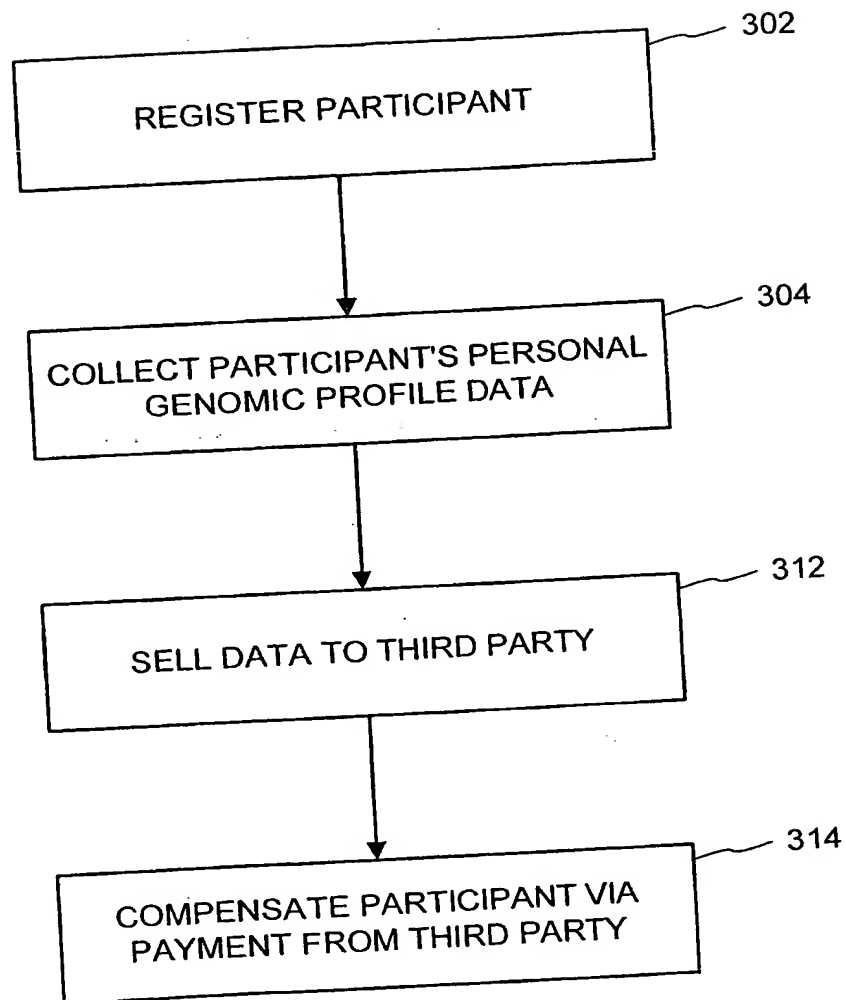 302
REGISTER PARTICIPANT
304
COLLECT PARTICIPANT'S PERSONAL
GENOMIC PROFILE DATA
312
SELL DATA TO THIRD PARTY
314
COMPENSATE PARTICIPANT VIA
PAYMENT FROM THIRD PARTY